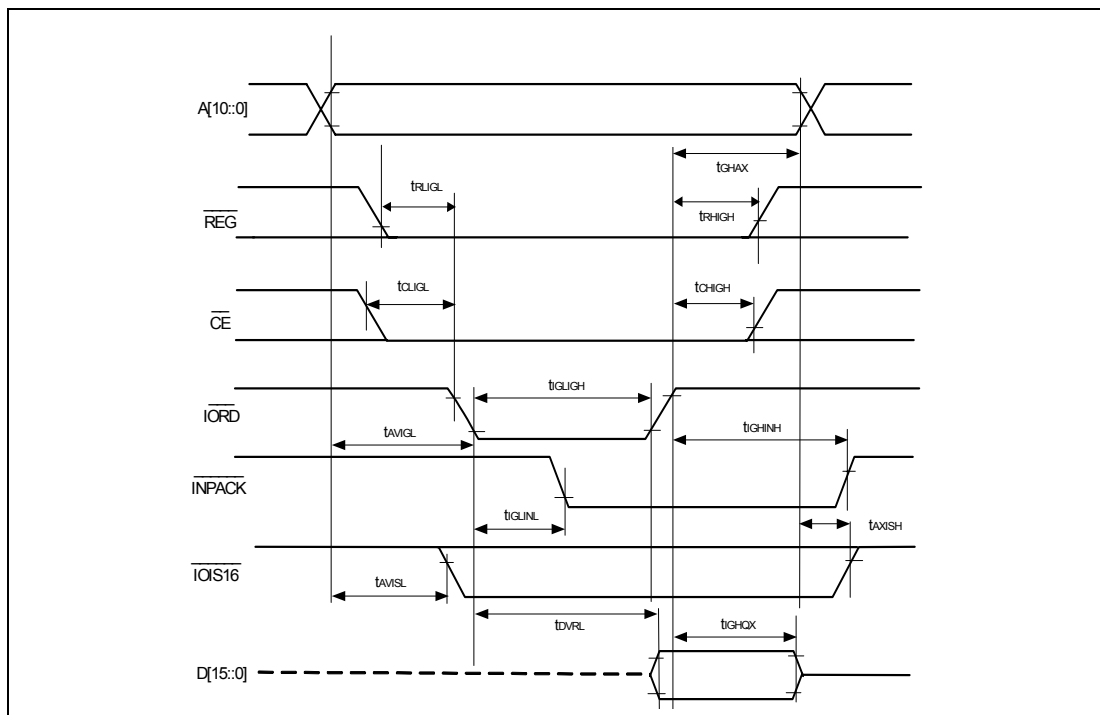 A[10::0]
tGHAX
tRLIGL
tRHIGH
REG
tCLIGL
tCHIGH
CE
tIGLIGH
IORD
tIGHINH
tAVIGL
INPACK
tIGLINL
tAXISH
IOIS16
tAVISL
tDVRL
tIGHQX
D[15::0]